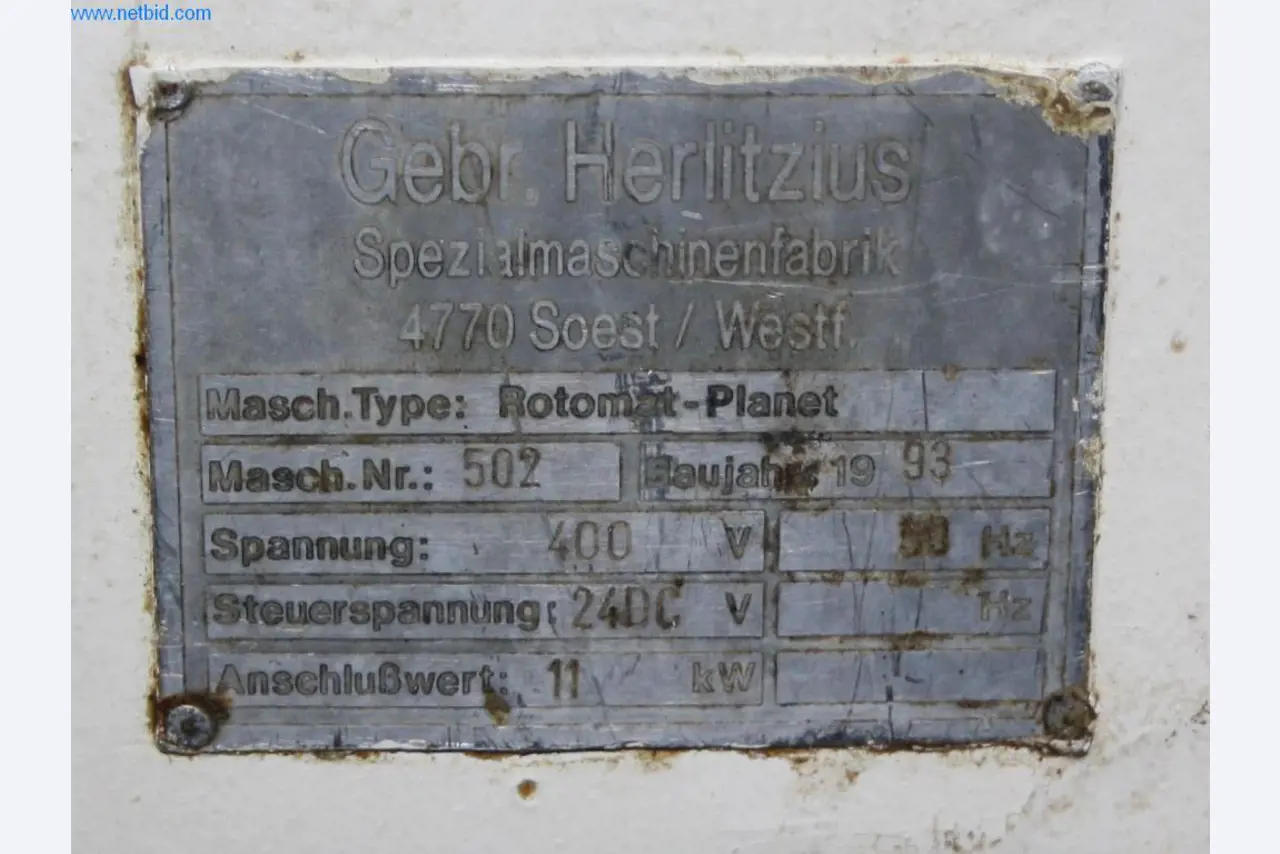 www.netbid.com
Gebr. Herlitzius
Spezialmaschinenfabrik
4770 Soest / Westf.
Masch.Type: Rotomat-Planet
Masch.Nr.: 502 Baujahr: 19 93
Spannung: 400 V 50 Hz
Steuerspannung: 24DC V Hz
Anschlußwert: 11 kW